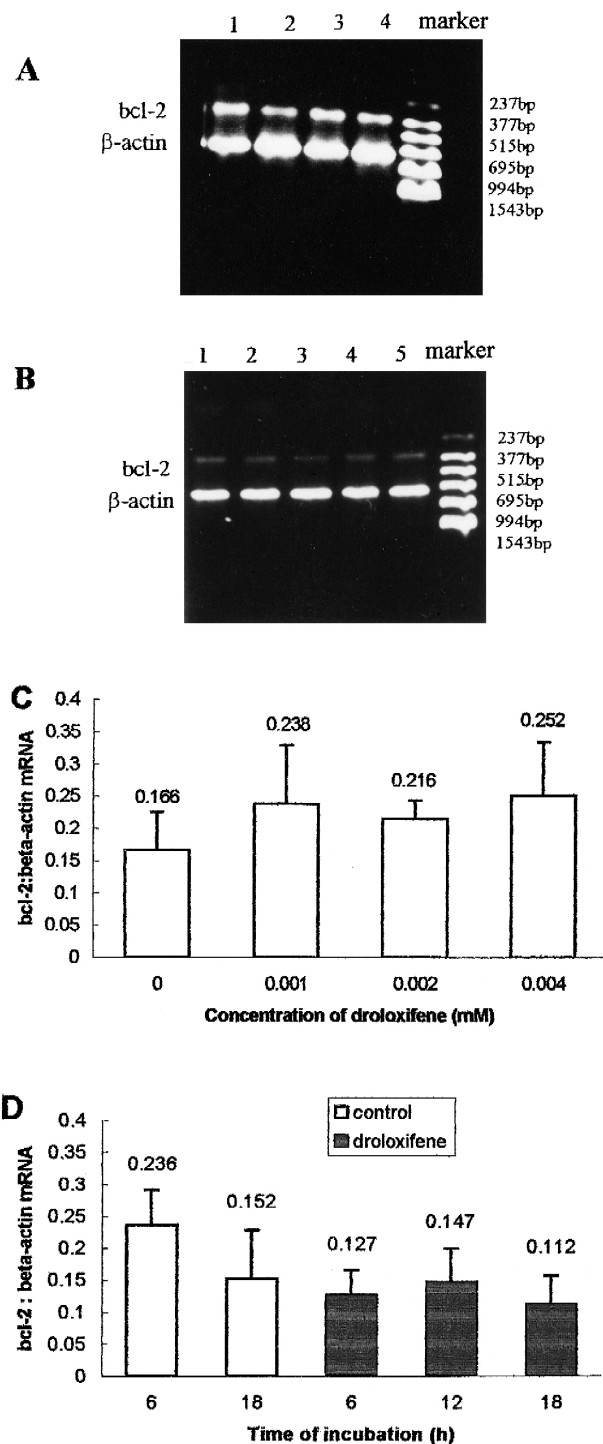 1 2 3 4 marker
A
bcl-2
β-actin
237bp
377bp
515bp
695bp
994bp
1543bp
1 2 3 4 5 marker
B
bcl-2
β-actin
237bp
377bp
515bp
695bp
994bp
1543bp
C
bcl-2:beta-actin mRNA
0.4
0.35
0.3
0.25
0.2
0.15
0.1
0.05
0
0.166
0.238
0.216
0.252
0 0.001 0.002 0.004
Concentration of droloxifene (mM)
D
bcl-2 : beta-actin mRNA
0.4
0.35
0.3
0.25
0.2
0.15
0.1
0.05
0
control
droloxifene
0.236
0.152
0.127
0.147
0.112
6 18 6 12 18
Time of incubation (h)